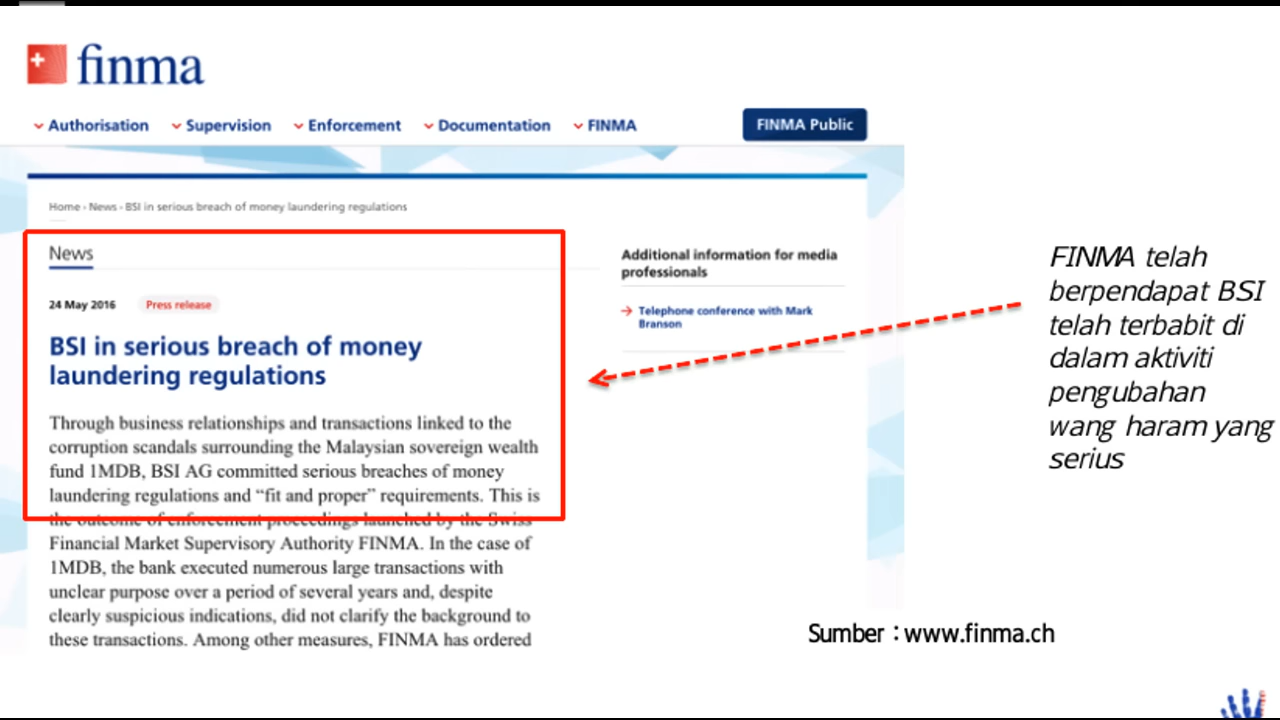 finma
Authorisation Supervision Enforcement Documentation FINMA FINMA Public
Home › News › BSI in serious breach of money laundering regulations
News
24 May 2016 Press release
BSI in serious breach of money
laundering regulations
Through business relationships and transactions linked to the
corruption scandals surrounding the Malaysian sovereign wealth
fund 1MDB, BSI AG committed serious breaches of money
laundering regulations and “fit and proper” requirements. This is
the outcome of enforcement proceedings launched by the Swiss
Financial Market Supervisory Authority FINMA. In the case of
1MDB, the bank executed numerous large transactions with
unclear purpose over a period of several years and, despite
clearly suspicious indications, did not clarify the background to
these transactions. Among other measures, FINMA has ordered
Additional information for media
professionals
Telephone conference with Mark
Branson
FINMA telah
berpendapat BSI
telah terbabit di
dalam aktiviti
pengubahan
wang haram yang
serius
Sumber : www.finma.ch